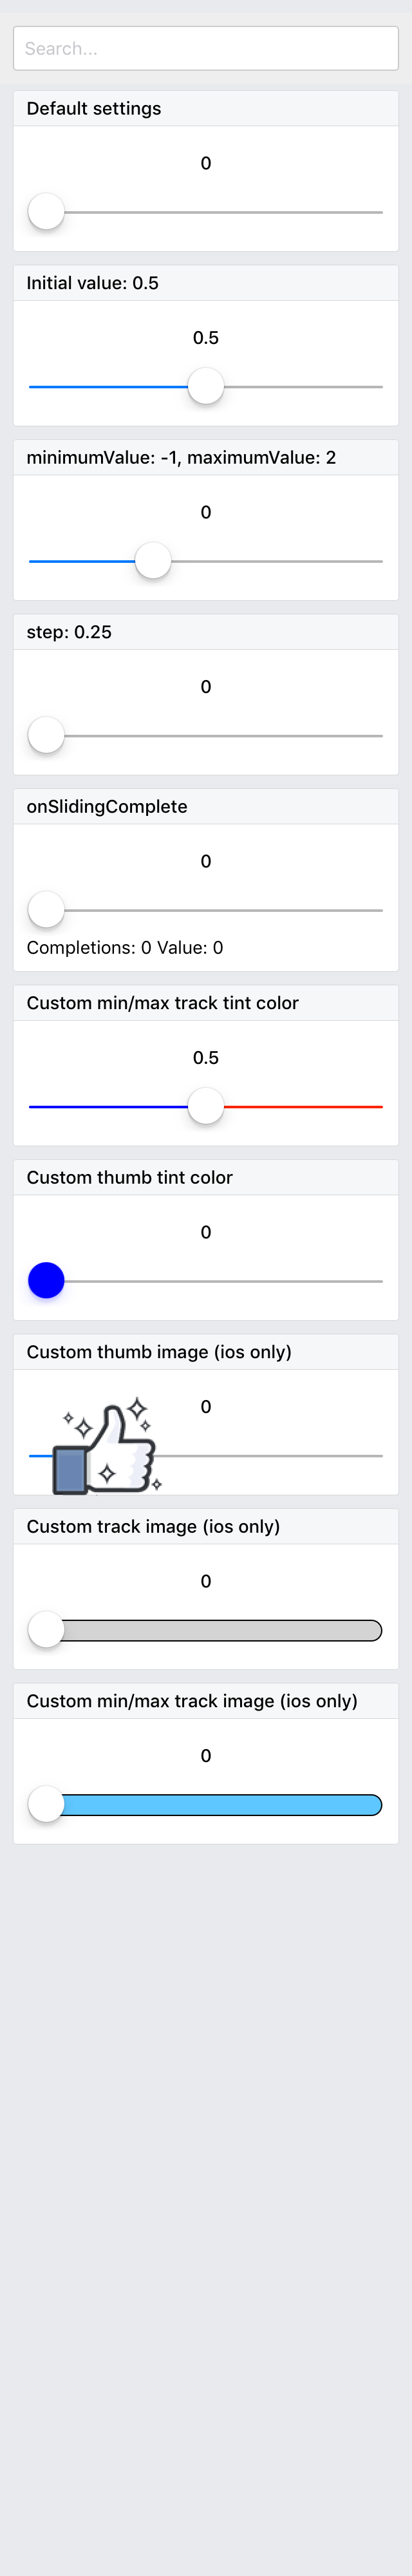 Search...
Default settings
0
Initial value: 0.5
0.5
minimumValue: -1, maximumValue: 2
0
step: 0.25
0
onSlidingComplete
0
Completions: 0 Value: 0
Custom min/max track tint color
0.5
Custom thumb tint color
0
Custom thumb image (ios only)
0
Custom track image (ios only)
0
Custom min/max track image (ios only)
0